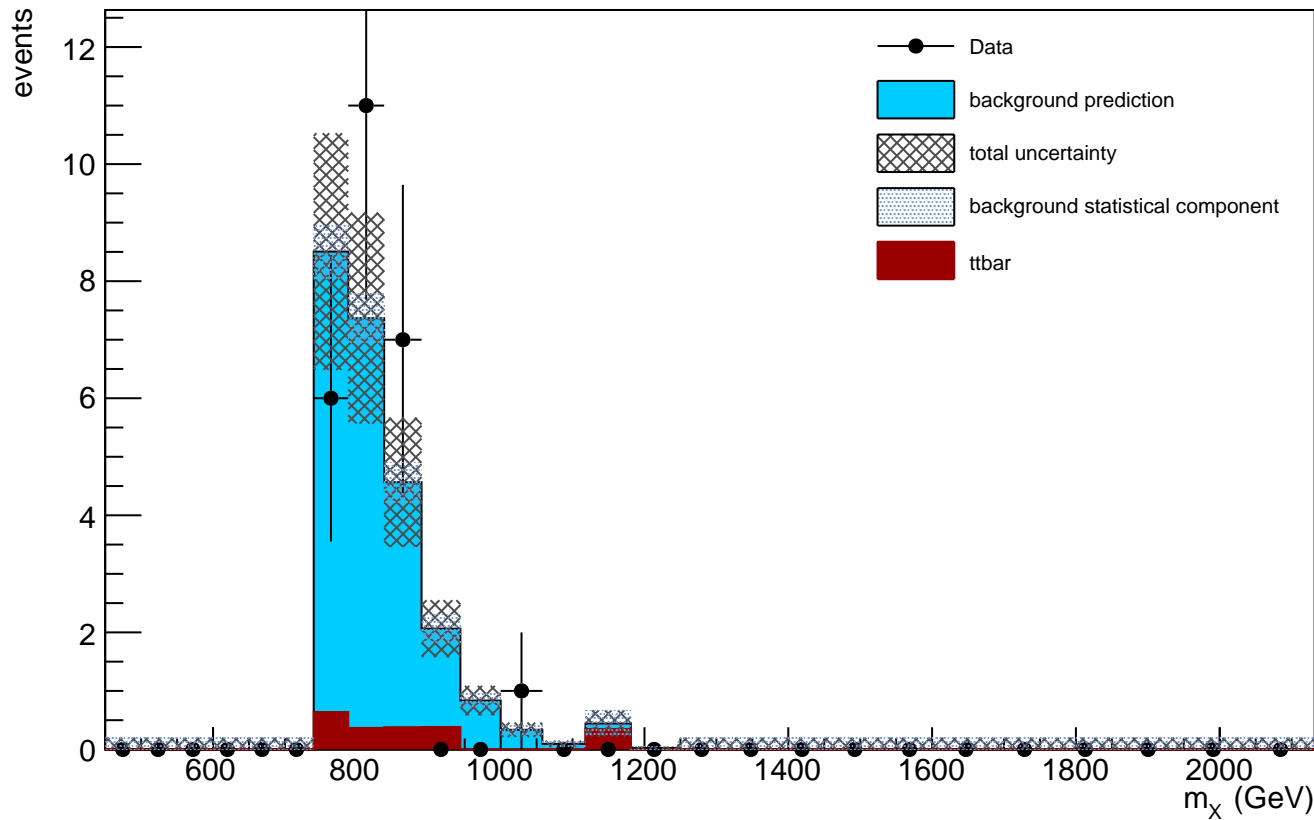 events
12
10
8
6
4
2
0
Data
background prediction
total uncertainty
background statistical component
ttbar
600 800 1000 1200 1400 1600 1800 2000
m_X (GeV)